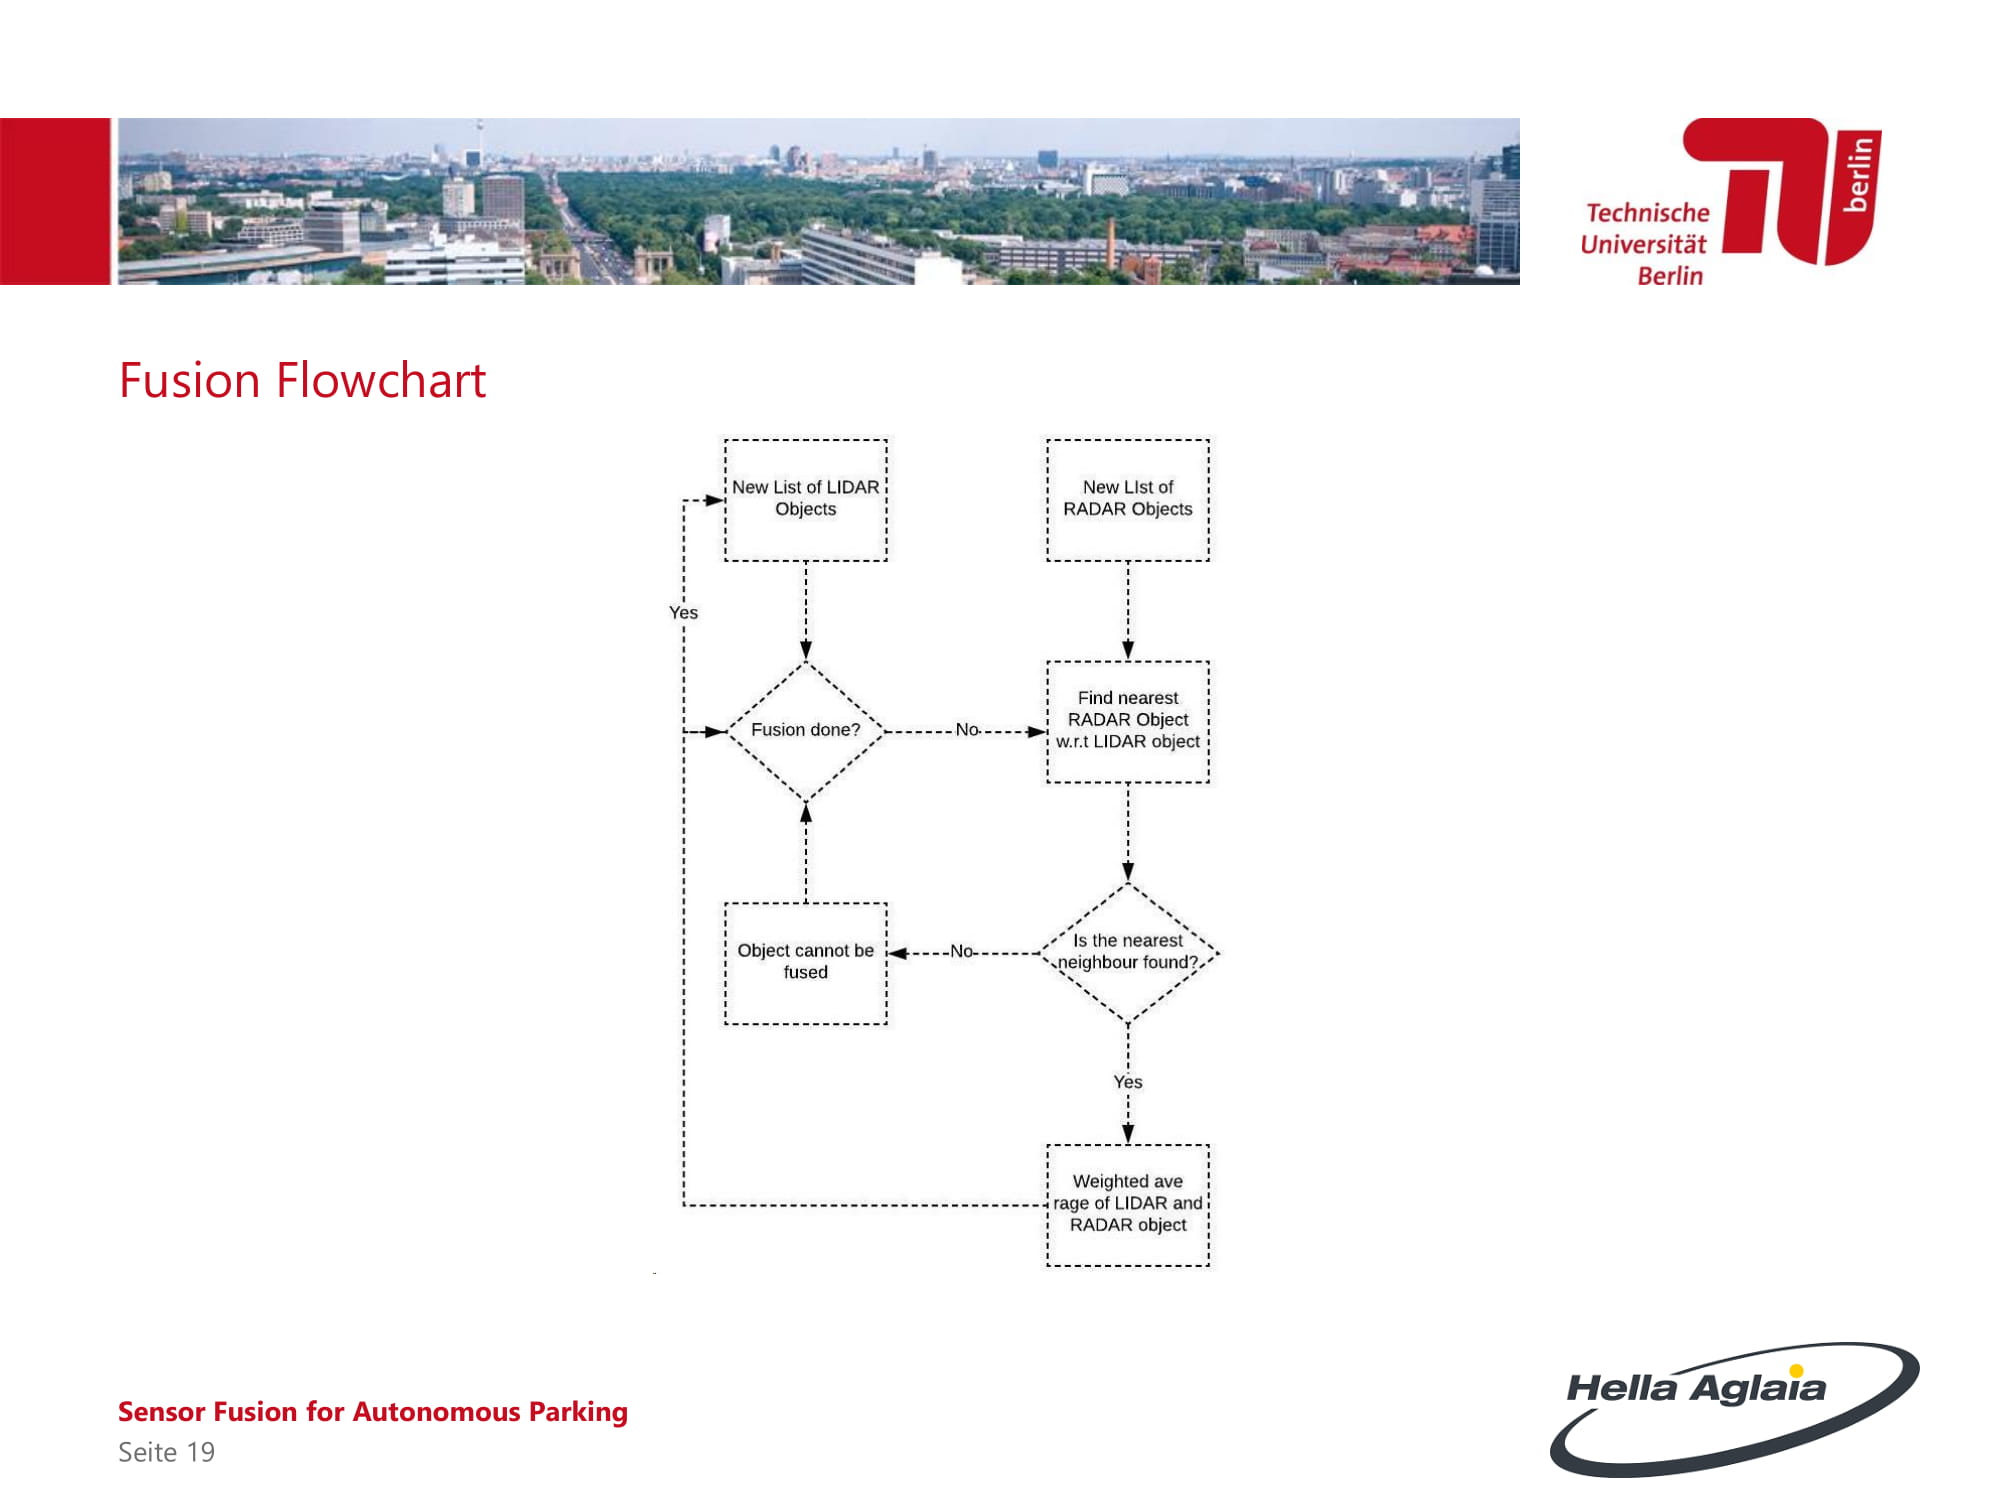 Technische
Universität
Berlin
berlin
Fusion Flowchart
New List of LIDAR
Objects
New LIst of
RADAR Objects
Yes
Fusion done?
No
Find nearest
RADAR Object
w.r.t LIDAR object
Object cannot be
fused
No
Is the nearest
neighbour found?
Yes
Weighted ave
rage of LIDAR and
RADAR object
Sensor Fusion for Autonomous Parking
Seite 19
Hella Aglaia